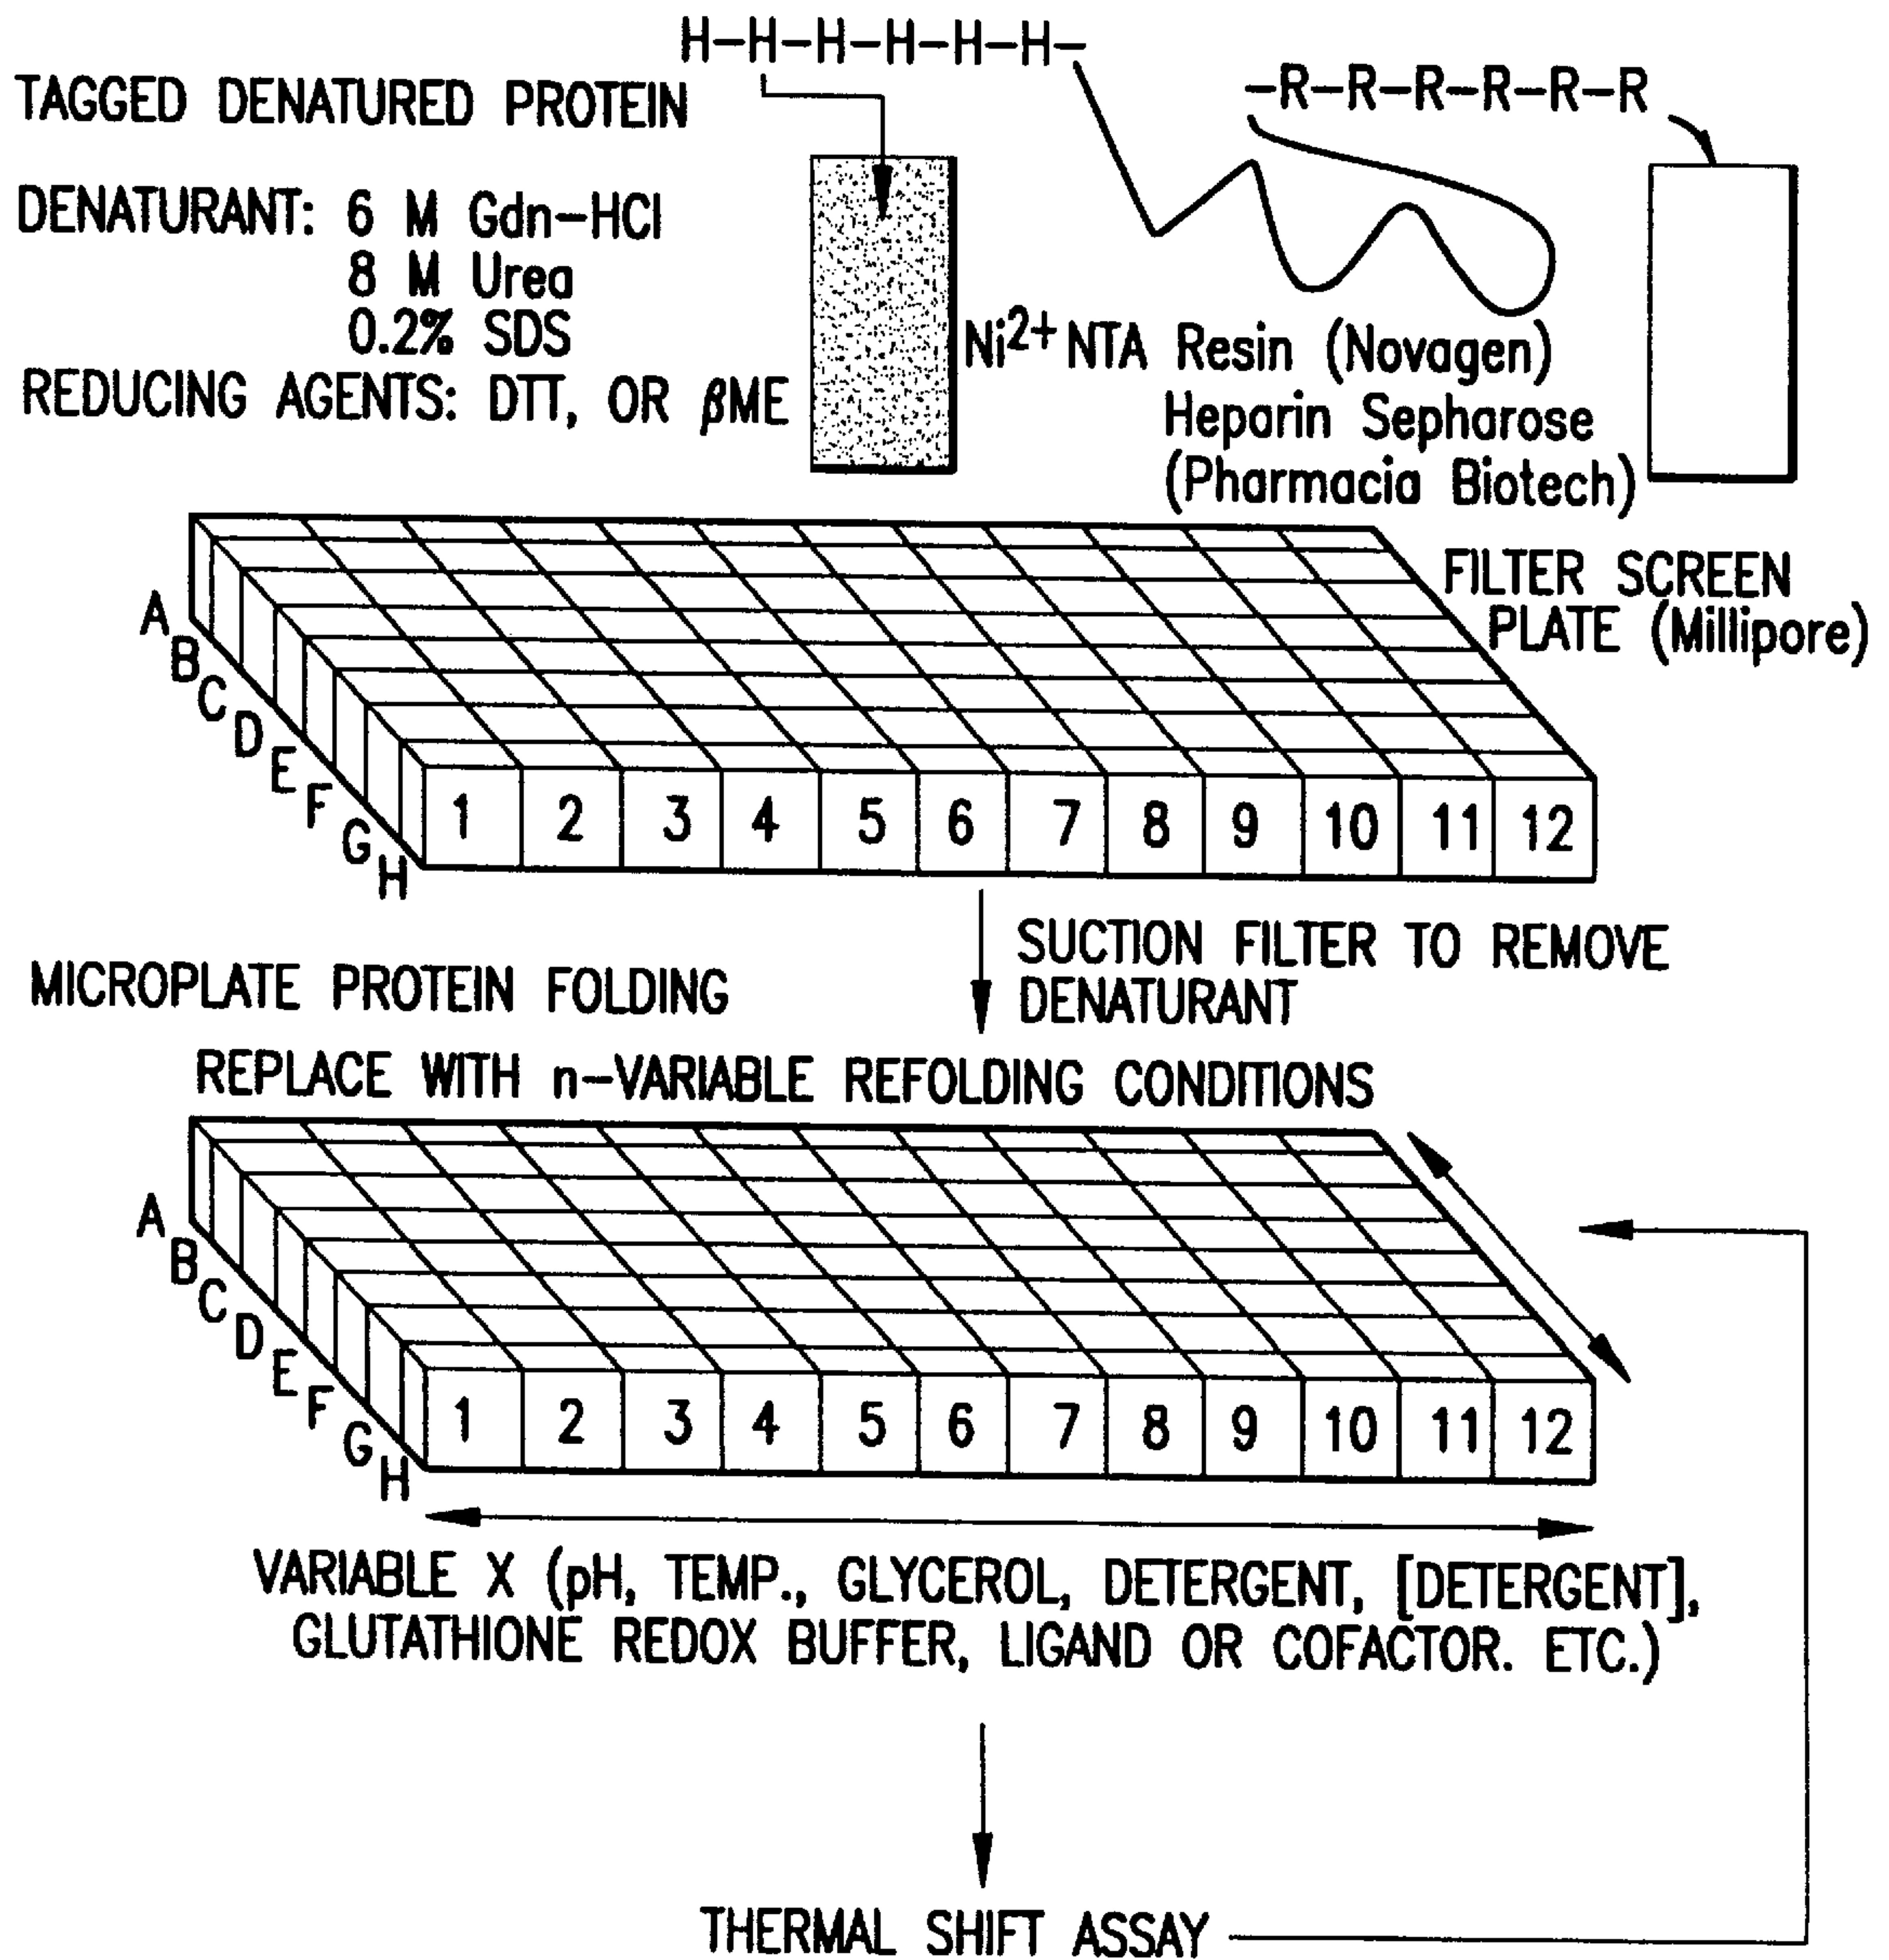 H–H–H–H–H–H–
–R–R–R–R–R–R
TAGGED DENATURED PROTEIN
DENATURANT: 6 M Gdn–HCl
8 M Urea
0.2% SDS
REDUCING AGENTS: DTT, OR βME
Ni2+ NTA Resin (Novagen)
Heparin Sepharose
(Pharmacia Biotech)
FILTER SCREEN
PLATE (Millipore)
A
B
C
D
E
F
G
H
1 2 3 4 5 6 7 8 9 10 11 12
SUCTION FILTER TO REMOVE
DENATURANT
MICROPLATE PROTEIN FOLDING
REPLACE WITH n–VARIABLE REFOLDING CONDITIONS
A
B
C
D
E
F
G
H
1 2 3 4 5 6 7 8 9 10 11 12
VARIABLE X (pH, TEMP., GLYCEROL, DETERGENT, [DETERGENT],
GLUTATHIONE REDOX BUFFER, LIGAND OR COFACTOR. ETC.)
THERMAL SHIFT ASSAY